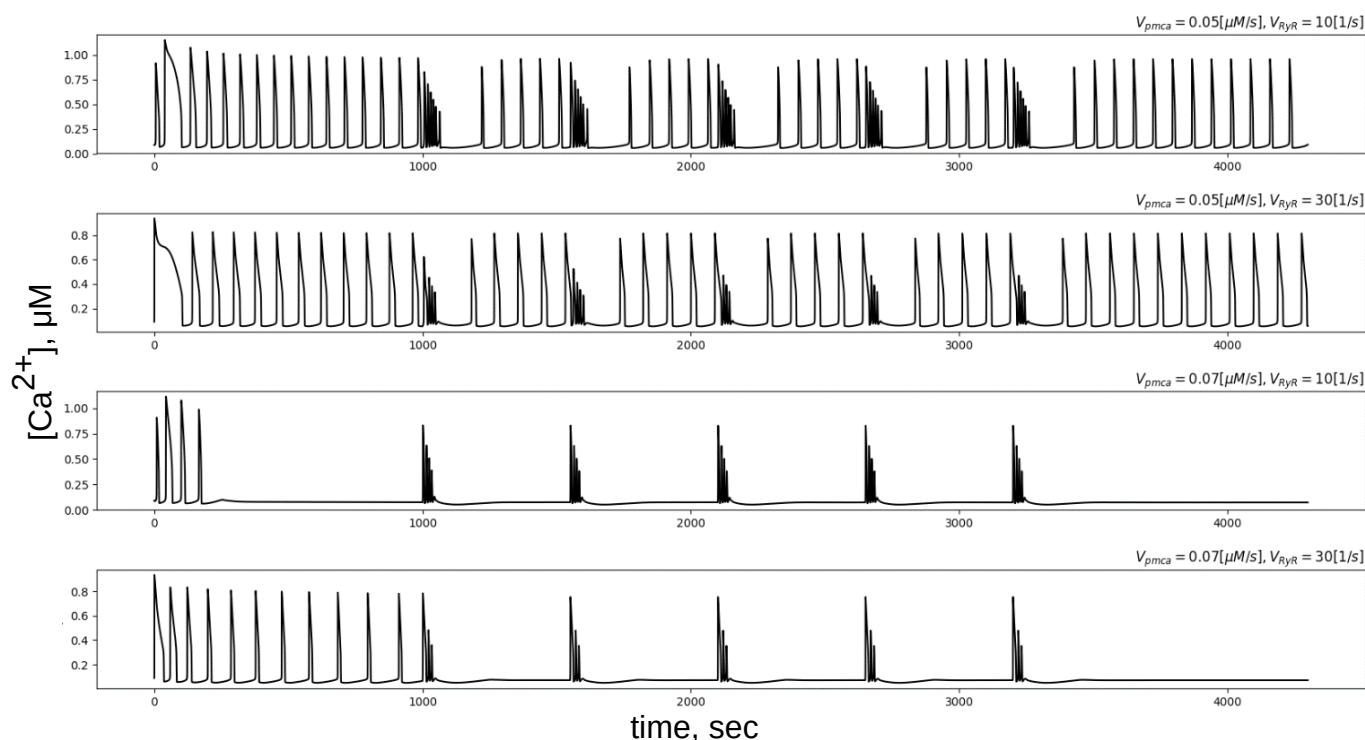 V_pmca = 0.05[μM/s], V_RyR = 10[1/s]
1.00
0.75
0.50
0.25
0.00
0 1000 2000 3000 4000
V_pmca = 0.05[μM/s], V_RyR = 30[1/s]
0.8
0.6
0.4
0.2
0 1000 2000 3000 4000
[Ca²⁺], μM
V_pmca = 0.07[μM/s], V_RyR = 10[1/s]
1.00
0.75
0.50
0.25
0.00
0 1000 2000 3000 4000
V_pmca = 0.07[μM/s], V_RyR = 30[1/s]
0.8
0.6
0.4
0.2
0 1000 2000 3000 4000
time, sec